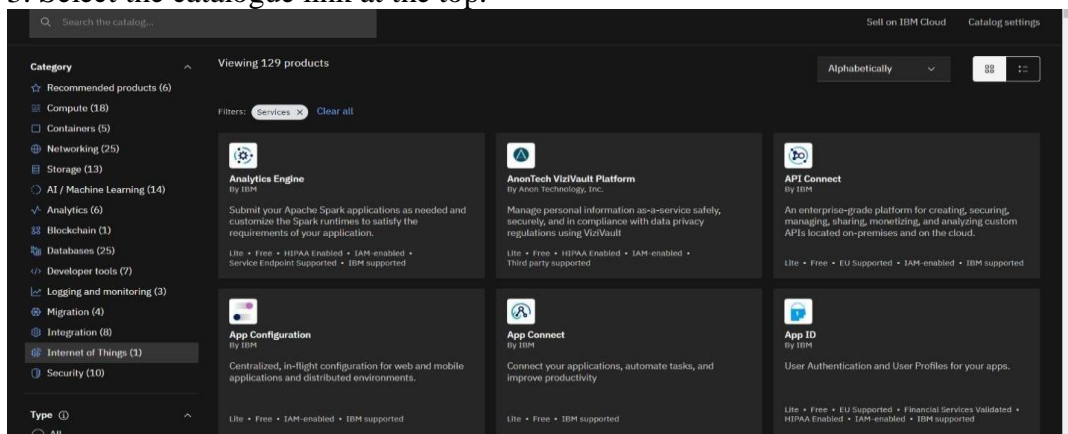 3. Select the catalogue link at the top.
Search the catalog...
Sell on IBM Cloud
Catalog settings
Category
Recommended products (6)
Compute (18)
Containers (5)
Networking (25)
Storage (13)
AI / Machine Learning (14)
Analytics (6)
Blockchain (1)
Databases (25)
Developer tools (7)
Logging and monitoring (3)
Migration (4)
Integration (8)
Internet of Things (1)
Security (10)
Type
All
Viewing 129 products
Alphabetically
Filters: Services × Clear all
Analytics Engine
By IBM
Submit your Apache Spark applications as needed and
customize the Spark runtimes to satisfy the
requirements of your application.
Lite • Free • HIPAA Enabled • IAM-enabled •
Service Endpoint Supported • IBM supported
AnonTech ViziVault Platform
By Anon Technology, Inc.
Manage personal information as-a-service safely,
securely, and in compliance with data privacy
regulations using ViziVault
Lite • Free • HIPAA Enabled • IAM-enabled •
Third party supported
API Connect
By IBM
An enterprise-grade platform for creating, securing,
managing, sharing, monetizing, and analyzing custom
APIs located on-premises and on the cloud.
Lite • Free • EU Supported • IAM-enabled • IBM supported
App Configuration
By IBM
Centralized, in-flight configuration for web and mobile
applications and distributed environments.
Lite • Free • IAM-enabled • IBM supported
App Connect
By IBM
Connect your applications, automate tasks, and
improve productivity
Lite • Free • IBM supported
App ID
By IBM
User Authentication and User Profiles for your apps.
Lite • Free • EU Supported • Financial Services Validated •
HIPAA Enabled • IAM-enabled • IBM supported